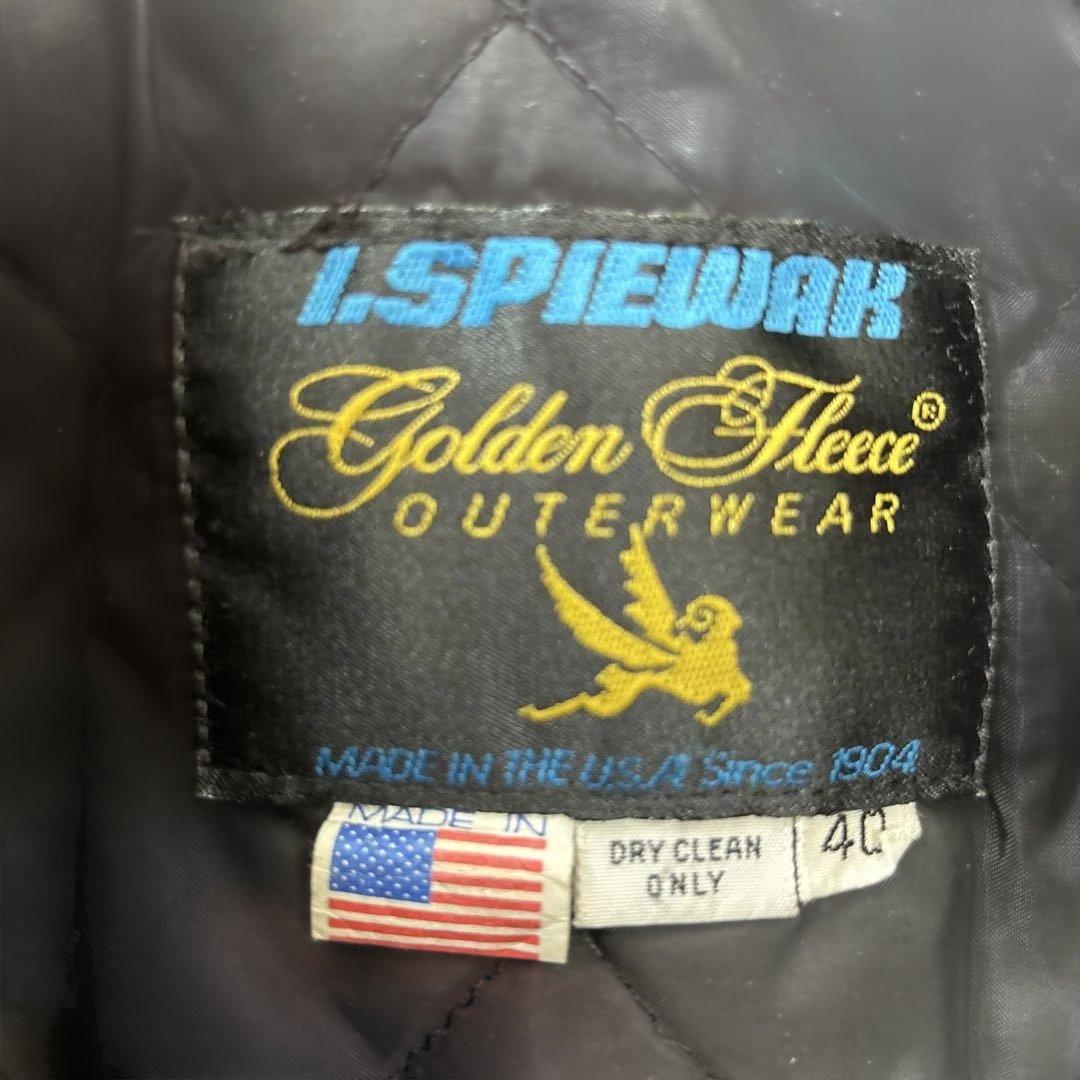 I.SPIEWAK
Golden Fleece®
OUTERWEAR
MADE IN THE U.S.A. Since 1904
MADE IN
DRY CLEAN
ONLY
40